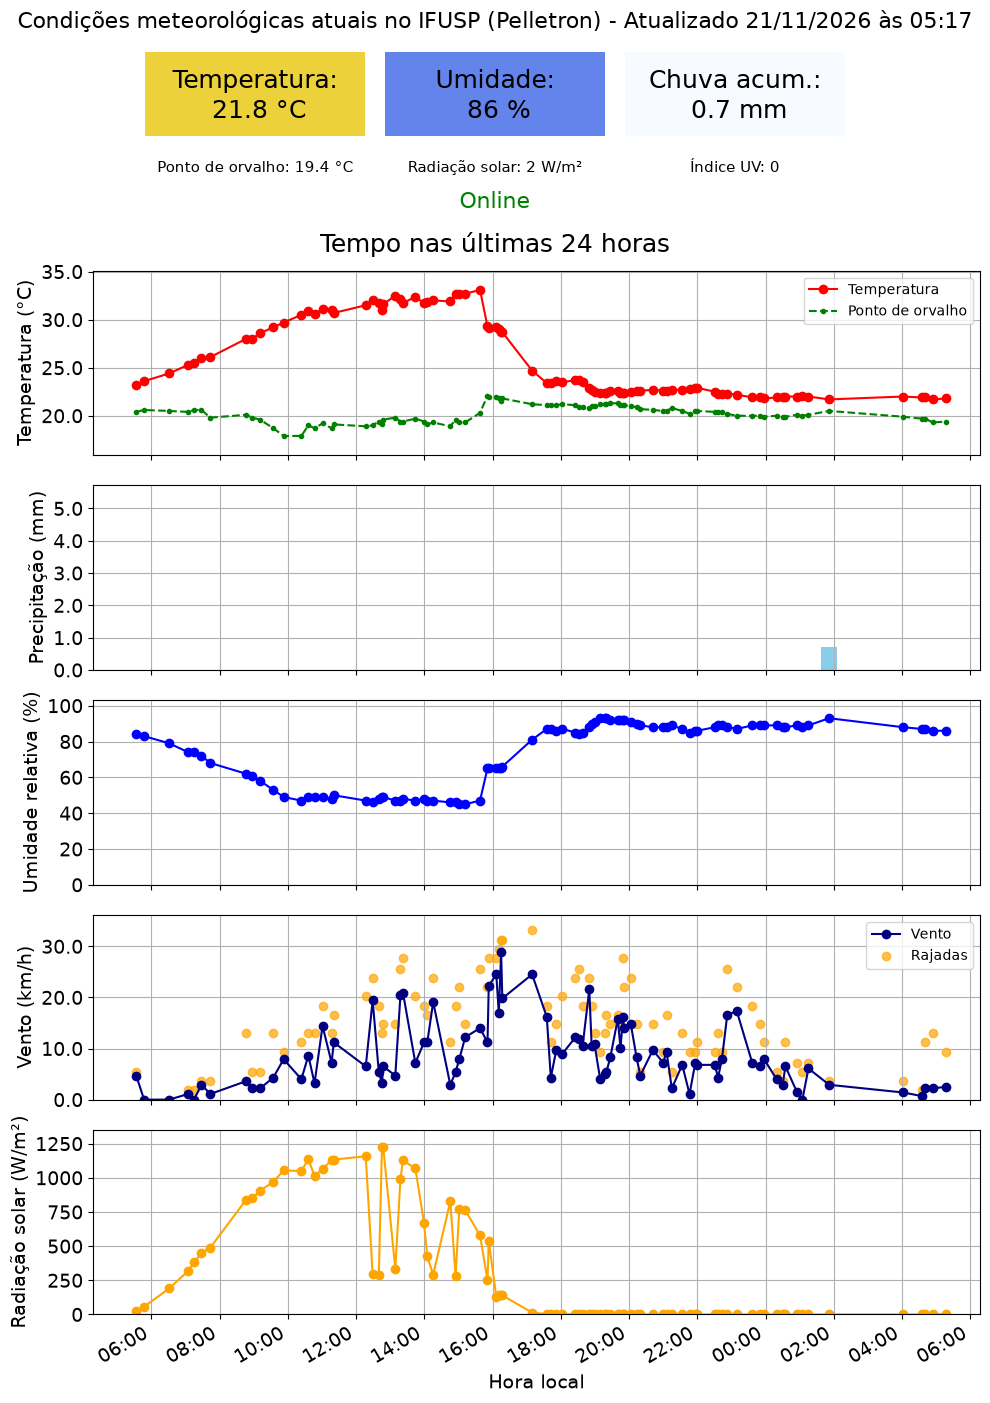 Condições meteorológicas atuais no IFUSP (Pelletron) - Atualizado 21/11/2026 às 05:17
Temperatura:
21.8 °C
Umidade:
86 %
Chuva acum.:
0.7 mm
Ponto de orvalho: 19.4 °C
Radiação solar: 2 W/m²
Índice UV: 0
Online
Tempo nas últimas 24 horas
Temperatura (°C)
35.0
30.0
25.0
20.0
Temperatura
Ponto de orvalho
Precipitação (mm)
5.0
4.0
3.0
2.0
1.0
0.0
Umidade relativa (%)
100
80
60
40
20
0
Vento (km/h)
30.0
20.0
10.0
0.0
Vento
Rajadas
Radiação solar (W/m²)
1250
1000
750
500
250
0
06:00
08:00
10:00
12:00
14:00
16:00
18:00
20:00
22:00
00:00
02:00
04:00
06:00
Hora local